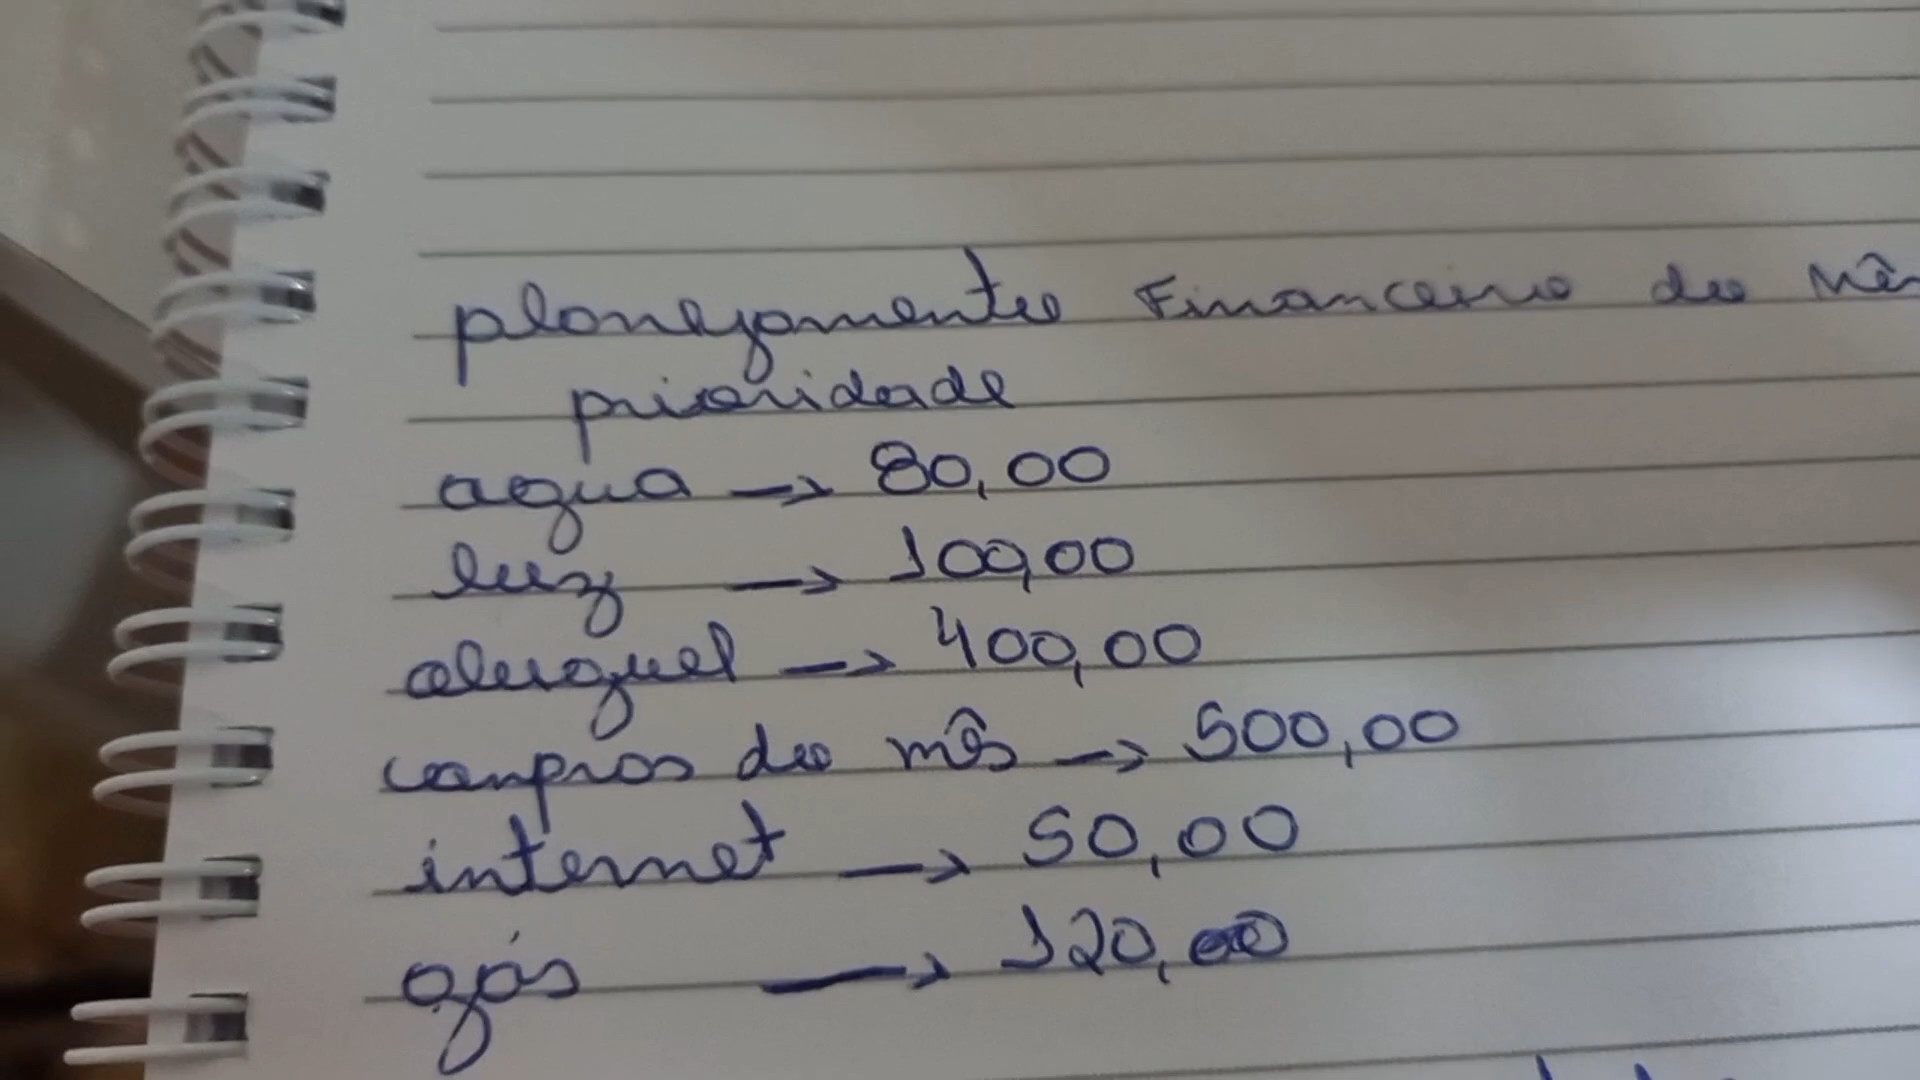 planejamento Financeiro do Mês
prioridade
agua → 80,00
luz → 100,00
aluguel → 400,00
compras do mês → 500,00
internet → 50,00
gás → 120,00